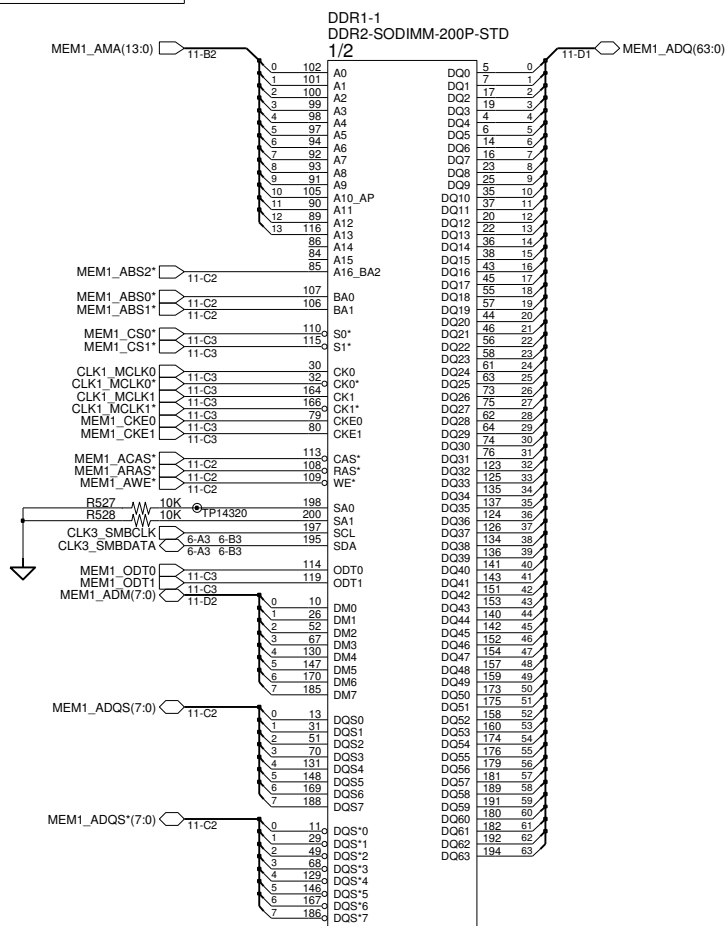 DDR1-1
DDR2-SODIMM-200P-STD
1/2
MEM1_AMA(13:0) 11-B2
0 102 A0
1 101 A1
2 100 A2
3 99 A3
4 98 A4
5 97 A5
6 94 A6
7 92 A7
8 93 A8
9 91 A9
10 105 A10_AP
11 90 A11
12 89 A12
13 116 A13
86 A14
84 A15
MEM1_ABS2* 11-C2 85 A16_BA2
MEM1_ABS0* 11-C2 107 BA0
MEM1_ABS1* 11-C2 106 BA1
MEM1_CS0* 11-C3 110 S0*
MEM1_CS1* 11-C3 115 S1*
CLK1_MCLK0 11-C3 30 CK0
CLK1_MCLK0* 11-C3 32 CK0*
CLK1_MCLK1 11-C3 164 CK1
CLK1_MCLK1* 11-C3 166 CK1*
MEM1_CKE0 11-C3 79 CKE0
MEM1_CKE1 11-C3 80 CKE1
MEM1_ACAS* 11-C2 113 CAS*
MEM1_ARAS* 11-C2 108 RAS*
MEM1_AWE* 11-C2 109 WE*
R527 10K TP14320 198 SA0
R528 10K 200 SA1
CLK3_SMBCLK 6-A3 6-B3 197 SCL
CLK3_SMBDATA 6-A3 6-B3 195 SDA
MEM1_ODT0 11-C3 114 ODT0
MEM1_ODT1 11-C3 119 ODT1
MEM1_ADM(7:0) 11-D2
0 10 DM0
1 26 DM1
2 52 DM2
3 67 DM3
4 130 DM4
5 147 DM5
6 170 DM6
7 185 DM7
MEM1_ADQS(7:0) 11-C2
0 13 DQS0
1 31 DQS1
2 51 DQS2
3 70 DQS3
4 131 DQS4
5 148 DQS5
6 169 DQS6
7 188 DQS7
MEM1_ADQS*(7:0) 11-C2
0 11 DQS*0
1 29 DQS*1
2 49 DQS*2
3 68 DQS*3
4 129 DQS*4
5 146 DQS*5
6 167 DQS*6
7 186 DQS*7
11-D1 MEM1_ADQ(63:0)
DQ0 5 0
DQ1 7 1
DQ2 17 2
DQ3 19 3
DQ4 4 4
DQ5 6 5
DQ6 14 6
DQ7 16 7
DQ8 23 8
DQ9 25 9
DQ10 35 10
DQ11 37 11
DQ12 20 12
DQ13 22 13
DQ14 36 14
DQ15 38 15
DQ16 43 16
DQ17 45 17
DQ18 55 18
DQ19 57 19
DQ20 44 20
DQ21 46 21
DQ22 56 22
DQ23 58 23
DQ24 61 24
DQ25 63 25
DQ26 73 26
DQ27 75 27
DQ28 62 28
DQ29 64 29
DQ30 74 30
DQ31 76 31
DQ32 123 32
DQ33 125 33
DQ34 135 34
DQ35 137 35
DQ36 124 36
DQ37 126 37
DQ38 134 38
DQ39 136 39
DQ40 141 40
DQ41 143 41
DQ42 151 42
DQ43 153 43
DQ44 140 44
DQ45 142 45
DQ46 152 46
DQ47 154 47
DQ48 157 48
DQ49 159 49
DQ50 173 50
DQ51 175 51
DQ52 158 52
DQ53 160 53
DQ54 174 54
DQ55 176 55
DQ56 179 56
DQ57 181 57
DQ58 189 58
DQ59 191 59
DQ60 180 60
DQ61 182 61
DQ62 192 62
DQ63 194 63